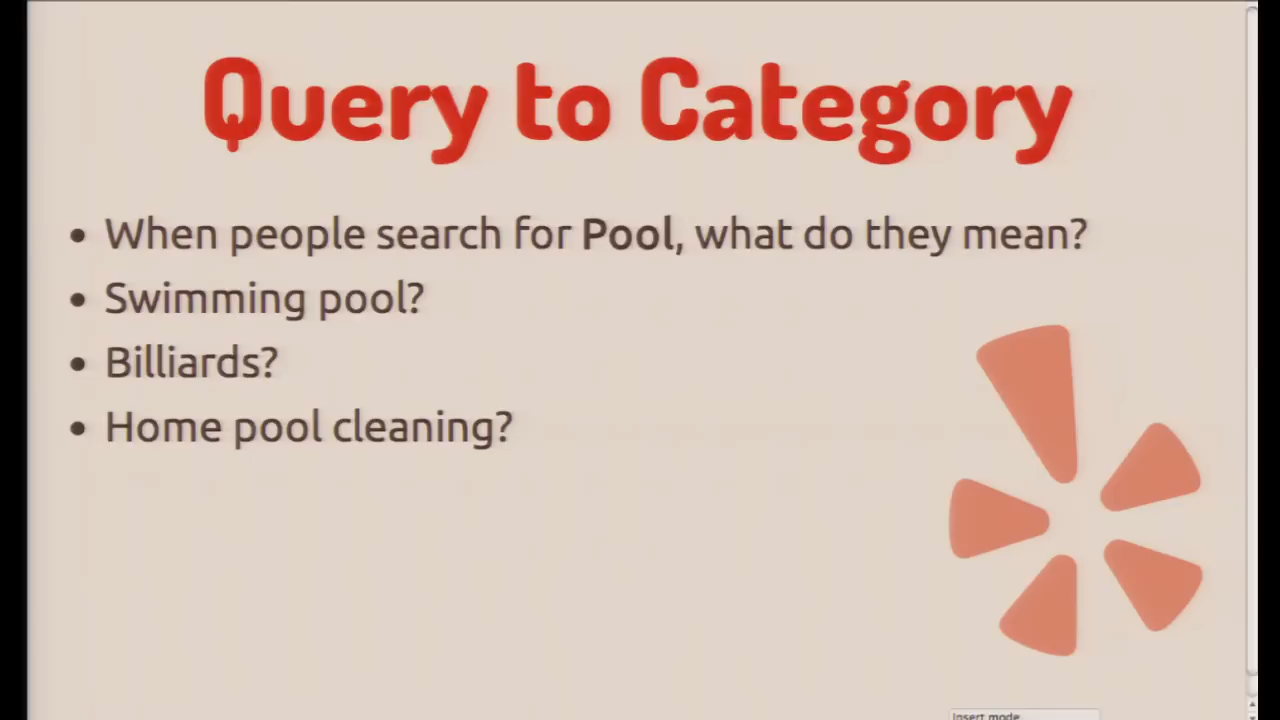 Query to Category
• When people search for Pool, what do they mean?
• Swimming pool?
• Billiards?
• Home pool cleaning?
Insert mode